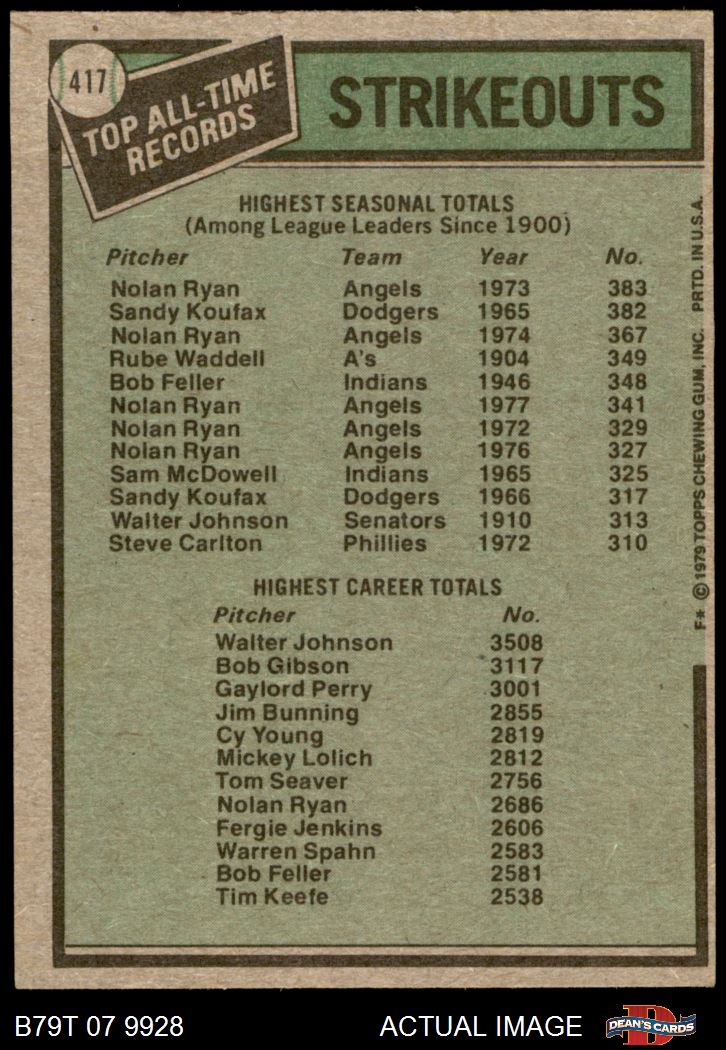 417
TOP ALL-TIME
RECORDS
STRIKEOUTS
HIGHEST SEASONAL TOTALS
(Among League Leaders Since 1900)
Pitcher Team Year No.
Nolan Ryan Angels 1973 383
Sandy Koufax Dodgers 1965 382
Nolan Ryan Angels 1974 367
Rube Waddell A's 1904 349
Bob Feller Indians 1946 348
Nolan Ryan Angels 1977 341
Nolan Ryan Angels 1972 329
Nolan Ryan Angels 1976 327
Sam McDowell Indians 1965 325
Sandy Koufax Dodgers 1966 317
Walter Johnson Senators 1910 313
Steve Carlton Phillies 1972 310
HIGHEST CAREER TOTALS
Pitcher No.
Walter Johnson 3508
Bob Gibson 3117
Gaylord Perry 3001
Jim Bunning 2855
Cy Young 2819
Mickey Lolich 2812
Tom Seaver 2756
Nolan Ryan 2686
Fergie Jenkins 2606
Warren Spahn 2583
Bob Feller 2581
Tim Keefe 2538
F* © 1979 TOPPS CHEWING GUM, INC. PRTD. IN U.S.A.
B79T 07 9928 ACTUAL IMAGE
D
DEAN'S CARDS